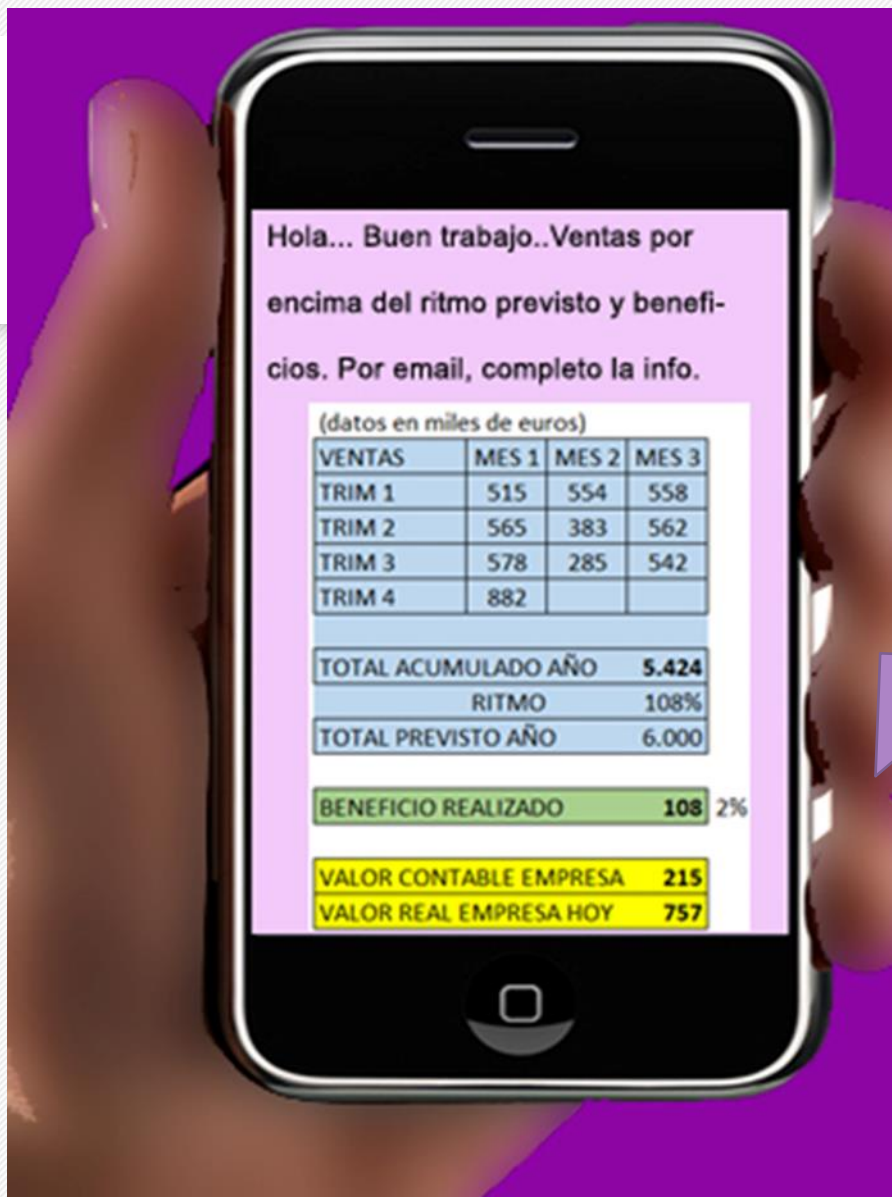 Hola... Buen trabajo..Ventas por
encima del ritmo previsto y benefi-
cios. Por email, completo la info.
(datos en miles de euros)
VENTAS MES 1 MES 2 MES 3
TRIM 1 515 554 558
TRIM 2 565 383 562
TRIM 3 578 285 542
TRIM 4 882
TOTAL ACUMULADO AÑO 5.424
RITMO 108%
TOTAL PREVISTO AÑO 6.000
BENEFICIO REALIZADO 108 2%
VALOR CONTABLE EMPRESA 215
VALOR REAL EMPRESA HOY 757